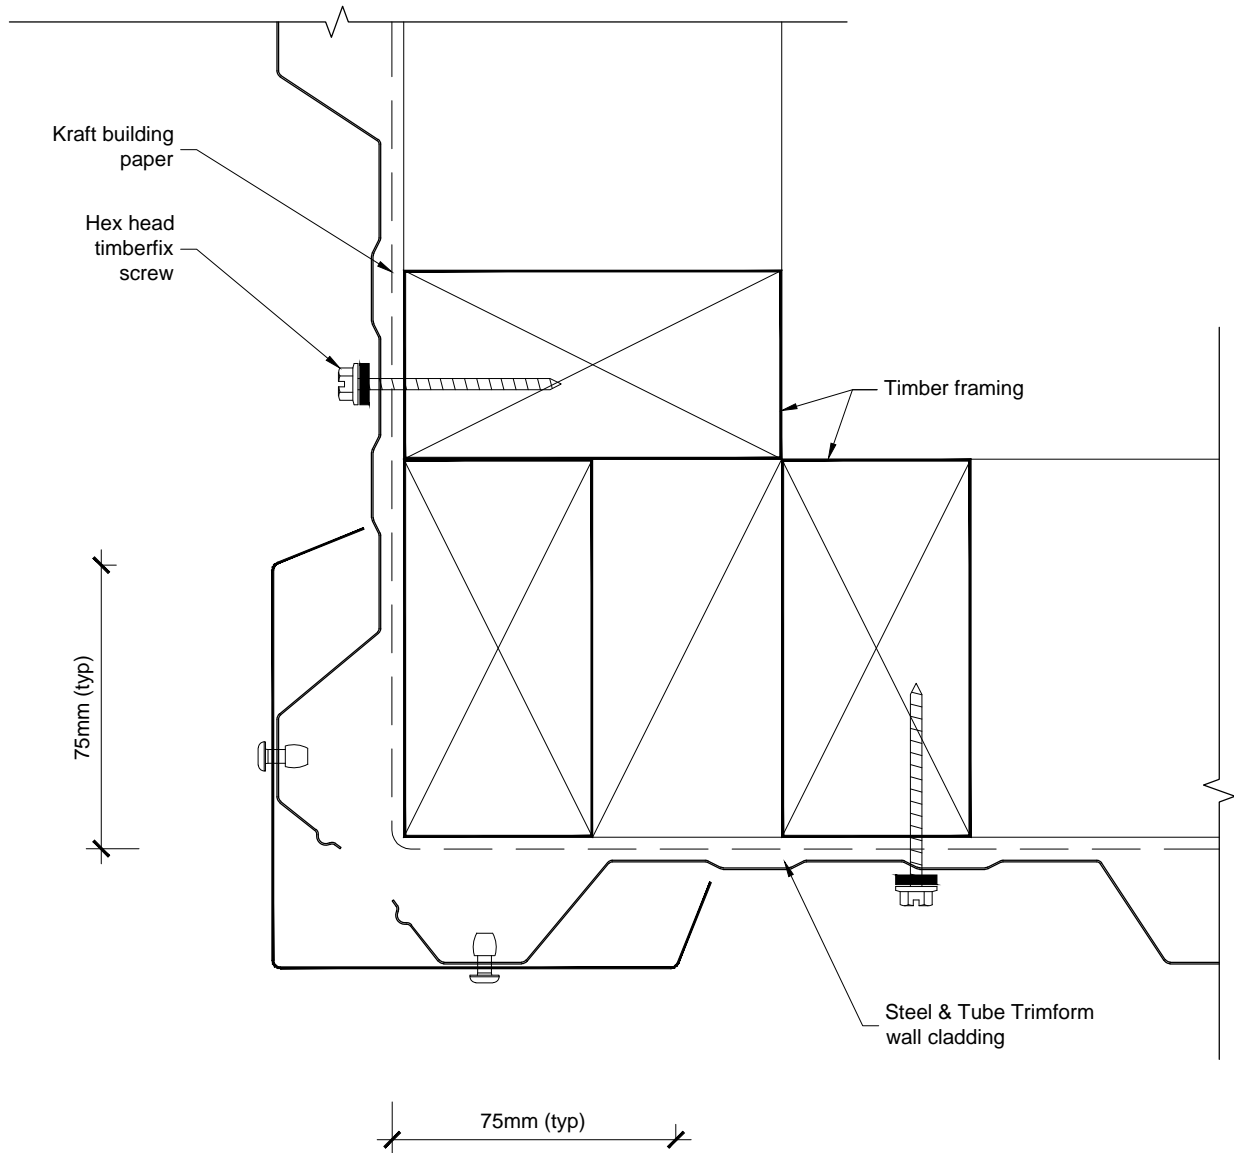 Kraft building
paper
Hex head
timberfix
screw
Timber framing
75mm (typ)
Steel & Tube Trimform
wall cladding
75mm (typ)